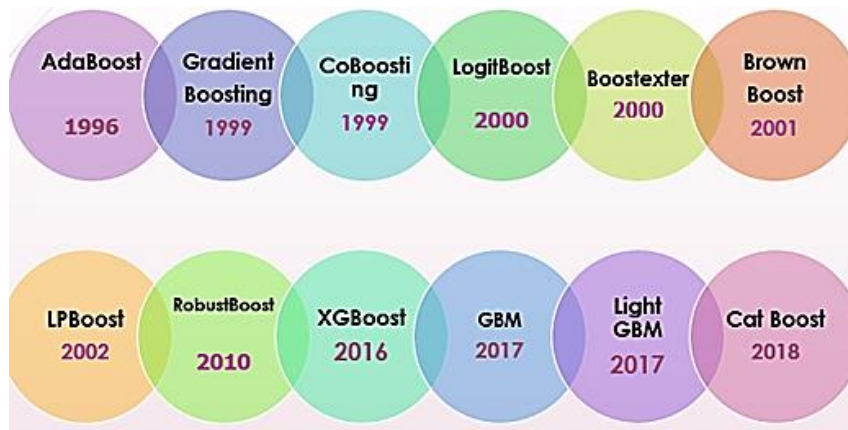 AdaBoost
1996
Gradient
Boosting
1999
CoBoosti
ng
1999
LogitBoost
2000
Boostexter
2000
Brown
Boost
2001
LPBoost
2002
RobustBoost
2010
XGBoost
2016
GBM
2017
Light
GBM
2017
Cat Boost
2018